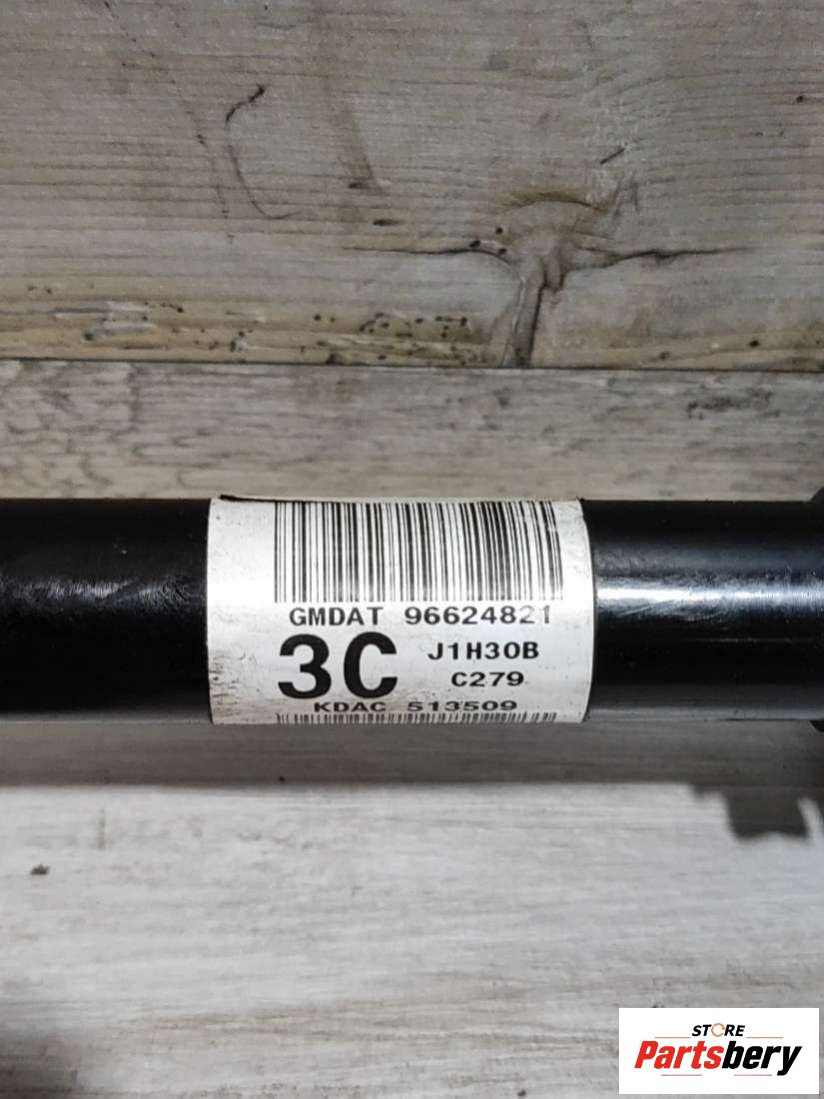 GMDAT 96624821
3C J1H30B
C279
KDAC 513509
STORE
Partsbery